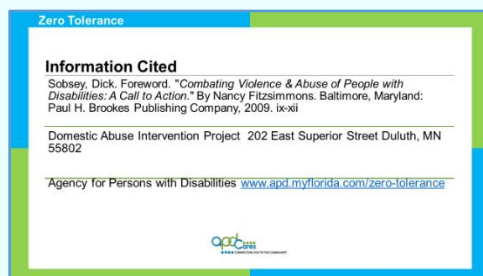 Zero Tolerance
Information Cited
Sobsey, Dick. Foreword. "Combating Violence & Abuse of People with
Disabilities: A Call to Action." By Nancy Fitzsimmons. Baltimore, Maryland:
Paul H. Brookes Publishing Company, 2009. ix-xii
Domestic Abuse Intervention Project 202 East Superior Street Duluth, MN
55802
Agency for Persons with Disabilities www.apd.myflorida.com/zero-tolerance
apdcares